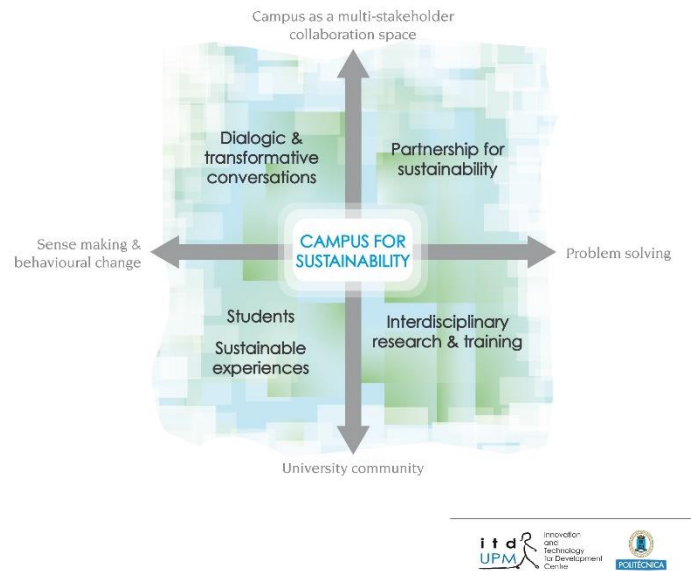 Campus as a multi-stakeholder
collaboration space
Dialogic &
transformative
conversations
Partnership for
sustainability
Sense making &
behavioural change
CAMPUS FOR
SUSTAINABILITY
Problem solving
Students
Sustainable
experiences
Interdisciplinary
research & training
University community
itd
UPM
Innovation
and
Technology
for Development
Centre
POLITÉCNICA